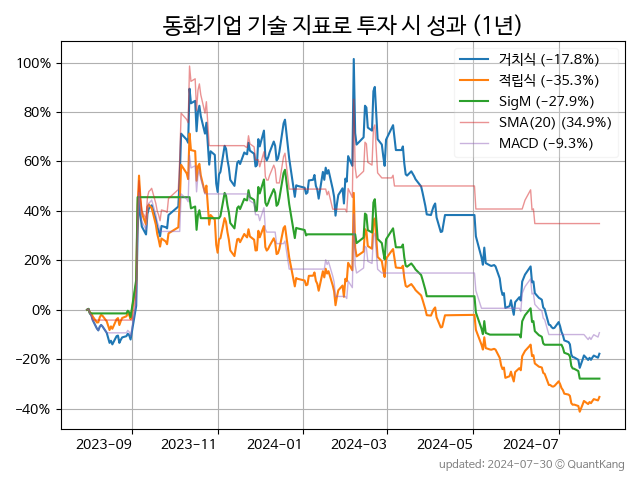 동화기업 기술 지표로 투자 시 성과 (1년)
거치식 (-17.8%)
적립식 (-35.3%)
SigM (-27.9%)
SMA(20) (34.9%)
MACD (-9.3%)
100%
80%
60%
40%
20%
0%
-20%
-40%
2023-09 2023-11 2024-01 2024-03 2024-05 2024-07
updated: 2024-07-30 © QuantKang